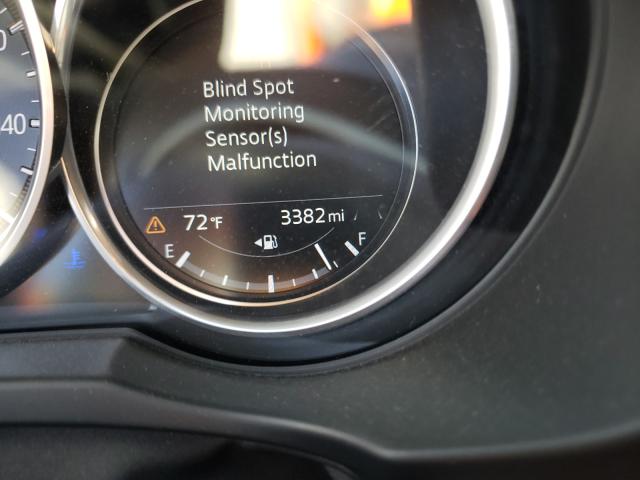 40
Blind Spot
Monitoring
Sensor(s)
Malfunction
72°F 3382 mi
E F